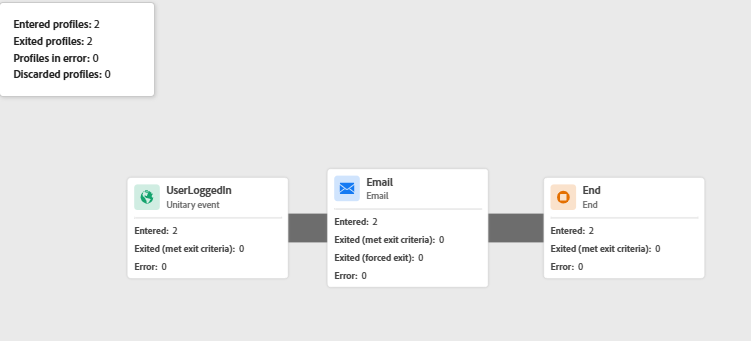 Entered profiles: 2
Exited profiles: 2
Profiles in error: 0
Discarded profiles: 0
UserLoggedIn
Unitary event
Entered: 2
Exited (met exit criteria): 0
Error: 0
Email
Email
Entered: 2
Exited (met exit criteria): 0
Exited (forced exit): 0
Error: 0
End
End
Entered: 2
Exited (met exit criteria): 0
Error: 0